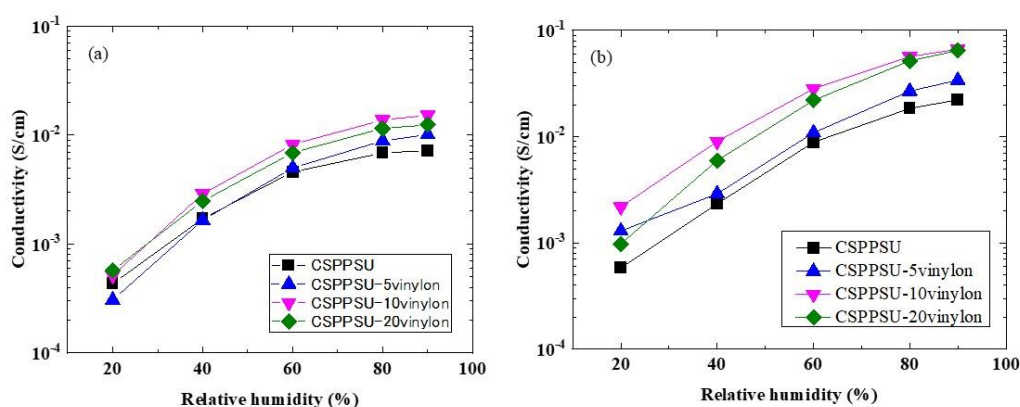 (a)
Conductivity (S/cm)
10⁻¹
10⁻²
10⁻³
10⁻⁴
20 40 60 80 100
Relative humidity (%)
CSPPSU
CSPPSU-5vinylon
CSPPSU-10vinylon
CSPPSU-20vinylon
(b)
Conductivity (S/cm)
10⁻¹
10⁻²
10⁻³
10⁻⁴
20 40 60 80 100
Relative humidity (%)
CSPPSU
CSPPSU-5vinylon
CSPPSU-10vinylon
CSPPSU-20vinylon